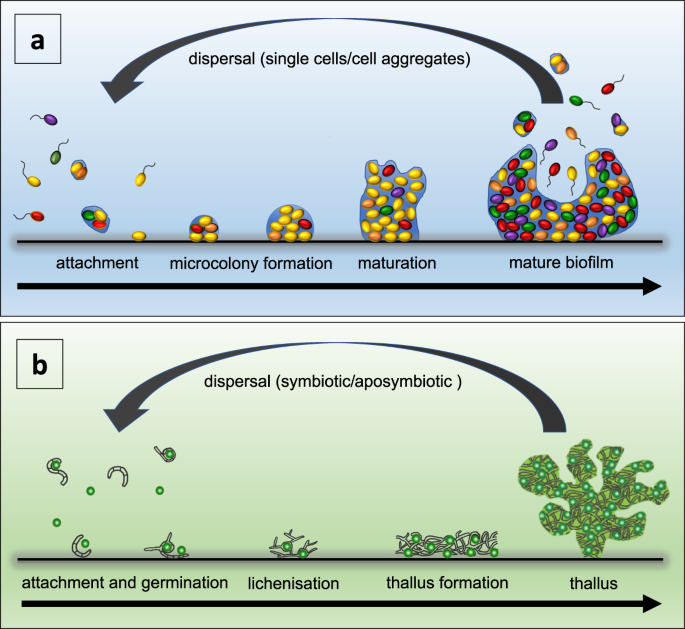 a
dispersal (single cells/cell aggregates)
attachment
microcolony formation
maturation
mature biofilm
b
dispersal (symbiotic/aposymbiotic )
attachment and germination
lichenisation
thallus formation
thallus